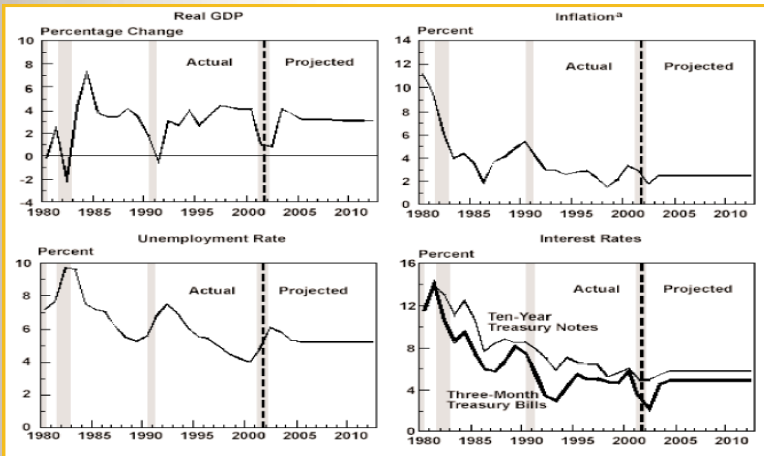 Real GDP
Percentage Change
10
8
6
4
2
0
-2
-4
Actual
Projected
1980 1985 1990 1995 2000 2005 2010
Inflationᵃ
Percent
14
12
10
8
6
4
2
0
Actual
Projected
1980 1985 1990 1995 2000 2005 2010
Unemployment Rate
Percent
10
8
6
4
2
0
Actual
Projected
1980 1985 1990 1995 2000 2005 2010
Interest Rates
Percent
16
12
8
4
0
Actual
Projected
Ten-Year
Treasury Notes
Three-Month
Treasury Bills
1980 1985 1990 1995 2000 2005 2010